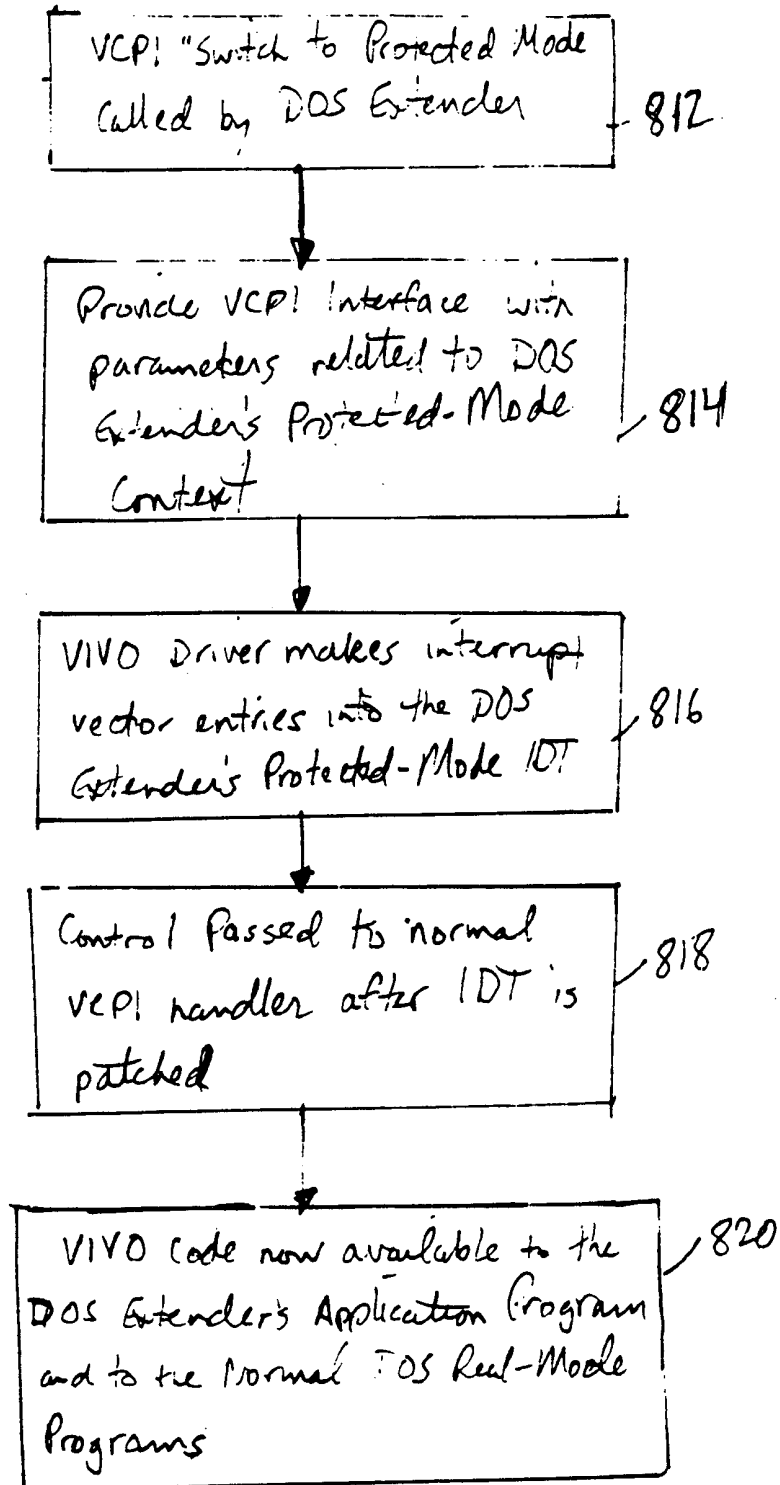 VCPI "Switch to Protected Mode
Called by DOS Extender
812
Provide VCPI Interface with
parameters related to DOS
Extender's Protected-Mode
Context
814
VIVO Driver makes interrupt
vector entries into the DOS
Extender's Protected-Mode IDT
816
Control Passed to normal
VCPI handler after IDT is
patched
818
VIVO Code now available to the
DOS Extender's Application Program
and to the Normal DOS Real-Mode
Programs
820